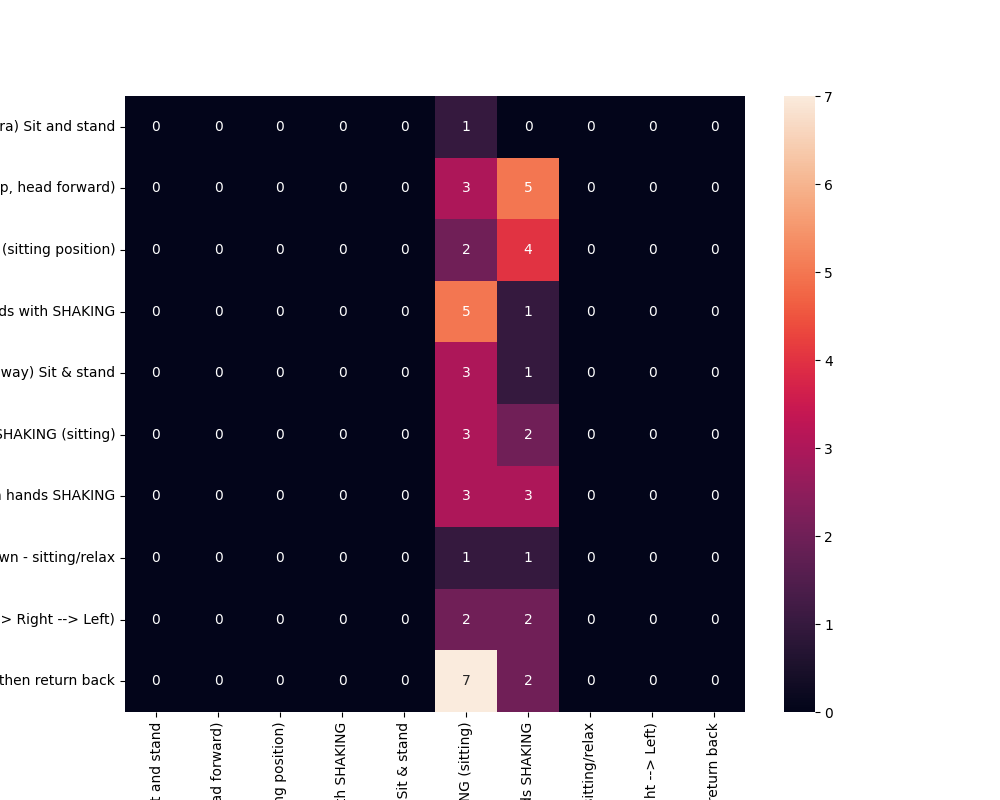 ra) Sit and stand 0 0 0 0 0 1 0 0 0 0
p, head forward) 0 0 0 0 0 3 5 0 0 0
(sitting position) 0 0 0 0 0 2 4 0 0 0
ds with SHAKING 0 0 0 0 0 5 1 0 0 0
way) Sit & stand 0 0 0 0 0 3 1 0 0 0
SHAKING (sitting) 0 0 0 0 0 3 2 0 0 0
hands SHAKING 0 0 0 0 0 3 3 0 0 0
wn - sitting/relax 0 0 0 0 0 1 1 0 0 0
> Right --> Left) 0 0 0 0 0 2 2 0 0 0
then return back 0 0 0 0 0 7 2 0 0 0
t and stand
ad forward)
ng position)
th SHAKING
Sit & stand
NG (sitting)
ds SHAKING
sitting/relax
ht --> Left)
return back
7
6
5
4
3
2
1
0